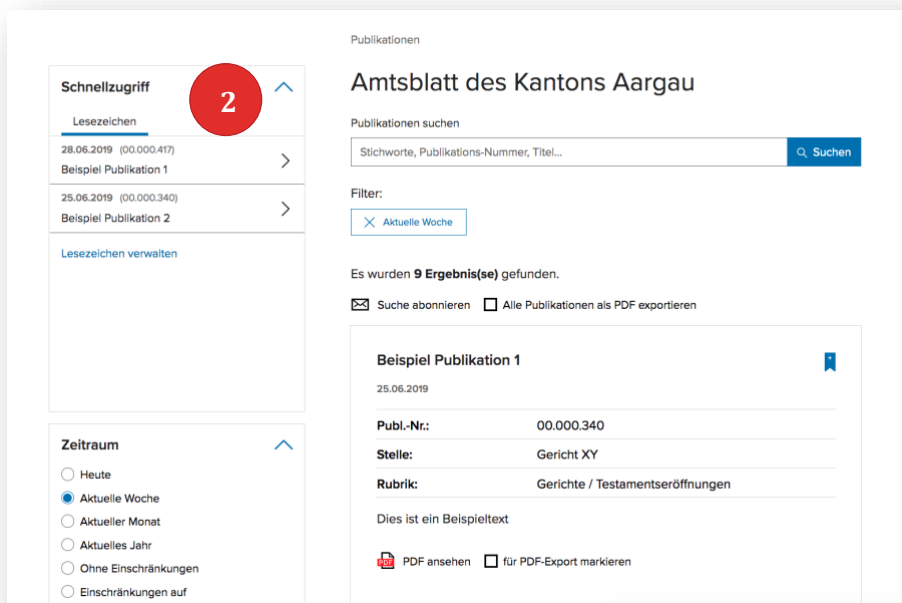 Publikationen
Schnellzugriff
2
Lesezeichen
28.06.2019 (00.000.417)
Beispiel Publikation 1
25.06.2019 (00.000.340)
Beispiel Publikation 2
Lesezeichen verwalten
Zeitraum
Heute
Aktuelle Woche
Aktueller Monat
Aktuelles Jahr
Ohne Einschränkungen
Einschränkungen auf
Amtsblatt des Kantons Aargau
Publikationen suchen
Stichworte, Publikations-Nummer, Titel...
Suchen
Filter:
Aktuelle Woche
Es wurden 9 Ergebnis(se) gefunden.
Suche abonnieren Alle Publikationen als PDF exportieren
Beispiel Publikation 1
25.06.2019
Publ.-Nr.: 00.000.340
Stelle: Gericht XY
Rubrik: Gerichte / Testamentseröffnungen
Dies ist ein Beispieltext
PDF PDF ansehen für PDF-Export markieren